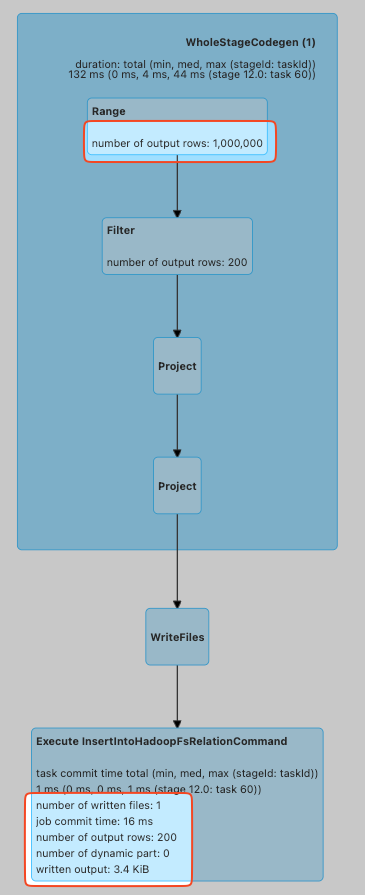 WholeStageCodegen (1)
duration: total (min, med, max (stageId: taskId))
132 ms (0 ms, 4 ms, 44 ms (stage 12.0: task 60))
Range
number of output rows: 1,000,000
Filter
number of output rows: 200
Project
Project
WriteFiles
Execute InsertIntoHadoopFsRelationCommand
task commit time total (min, med, max (stageId: taskId))
1 ms (0 ms, 0 ms, 1 ms (stage 12.0: task 60))
number of written files: 1
job commit time: 16 ms
number of output rows: 200
number of dynamic part: 0
written output: 3.4 KiB